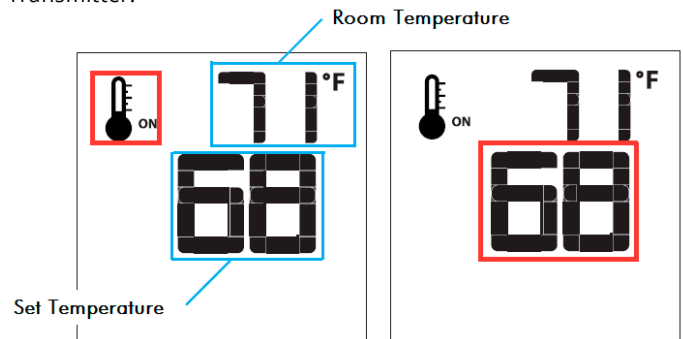 Transmitter.
Room Temperature
71 °F
ON
68
71 °F
ON
68
Set Temperature